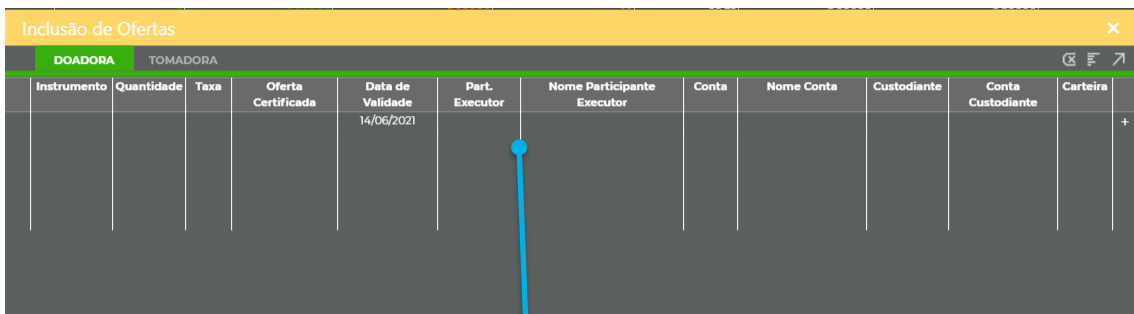 Inclusão de Ofertas
DOADORA TOMADORA
Instrumento Quantidade Taxa Oferta Certificada Data de Validade Part. Executor Nome Participante Executor Conta Nome Conta Custodiante Conta Custodiante Carteira
14/06/2021 +